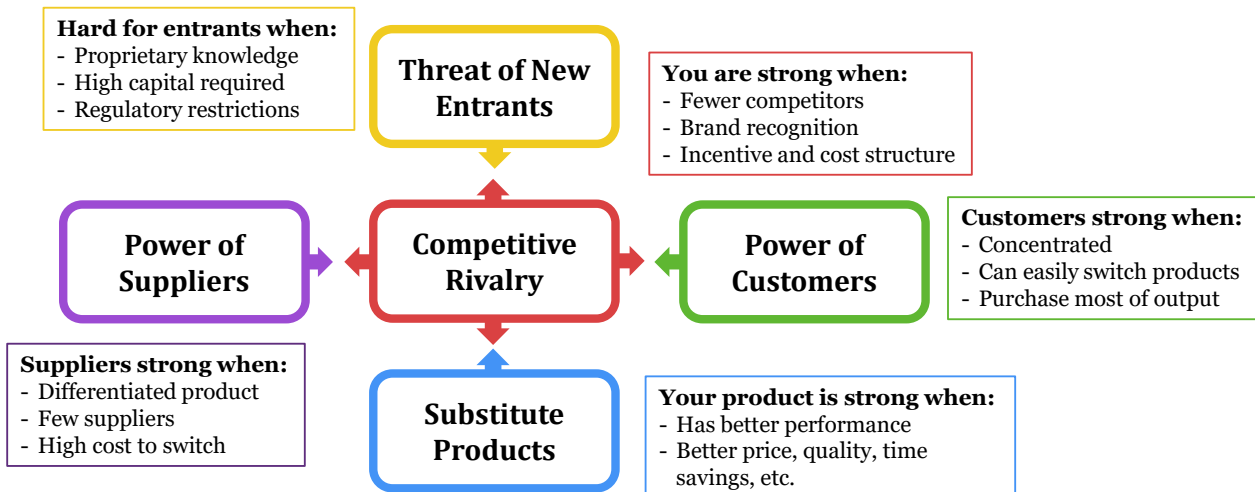 Hard for entrants when:
- Proprietary knowledge
- High capital required
- Regulatory restrictions
Threat of New
Entrants
You are strong when:
- Fewer competitors
- Brand recognition
- Incentive and cost structure
Power of
Suppliers
Competitive
Rivalry
Power of
Customers
Customers strong when:
- Concentrated
- Can easily switch products
- Purchase most of output
Suppliers strong when:
- Differentiated product
- Few suppliers
- High cost to switch
Substitute
Products
Your product is strong when:
- Has better performance
- Better price, quality, time
savings, etc.